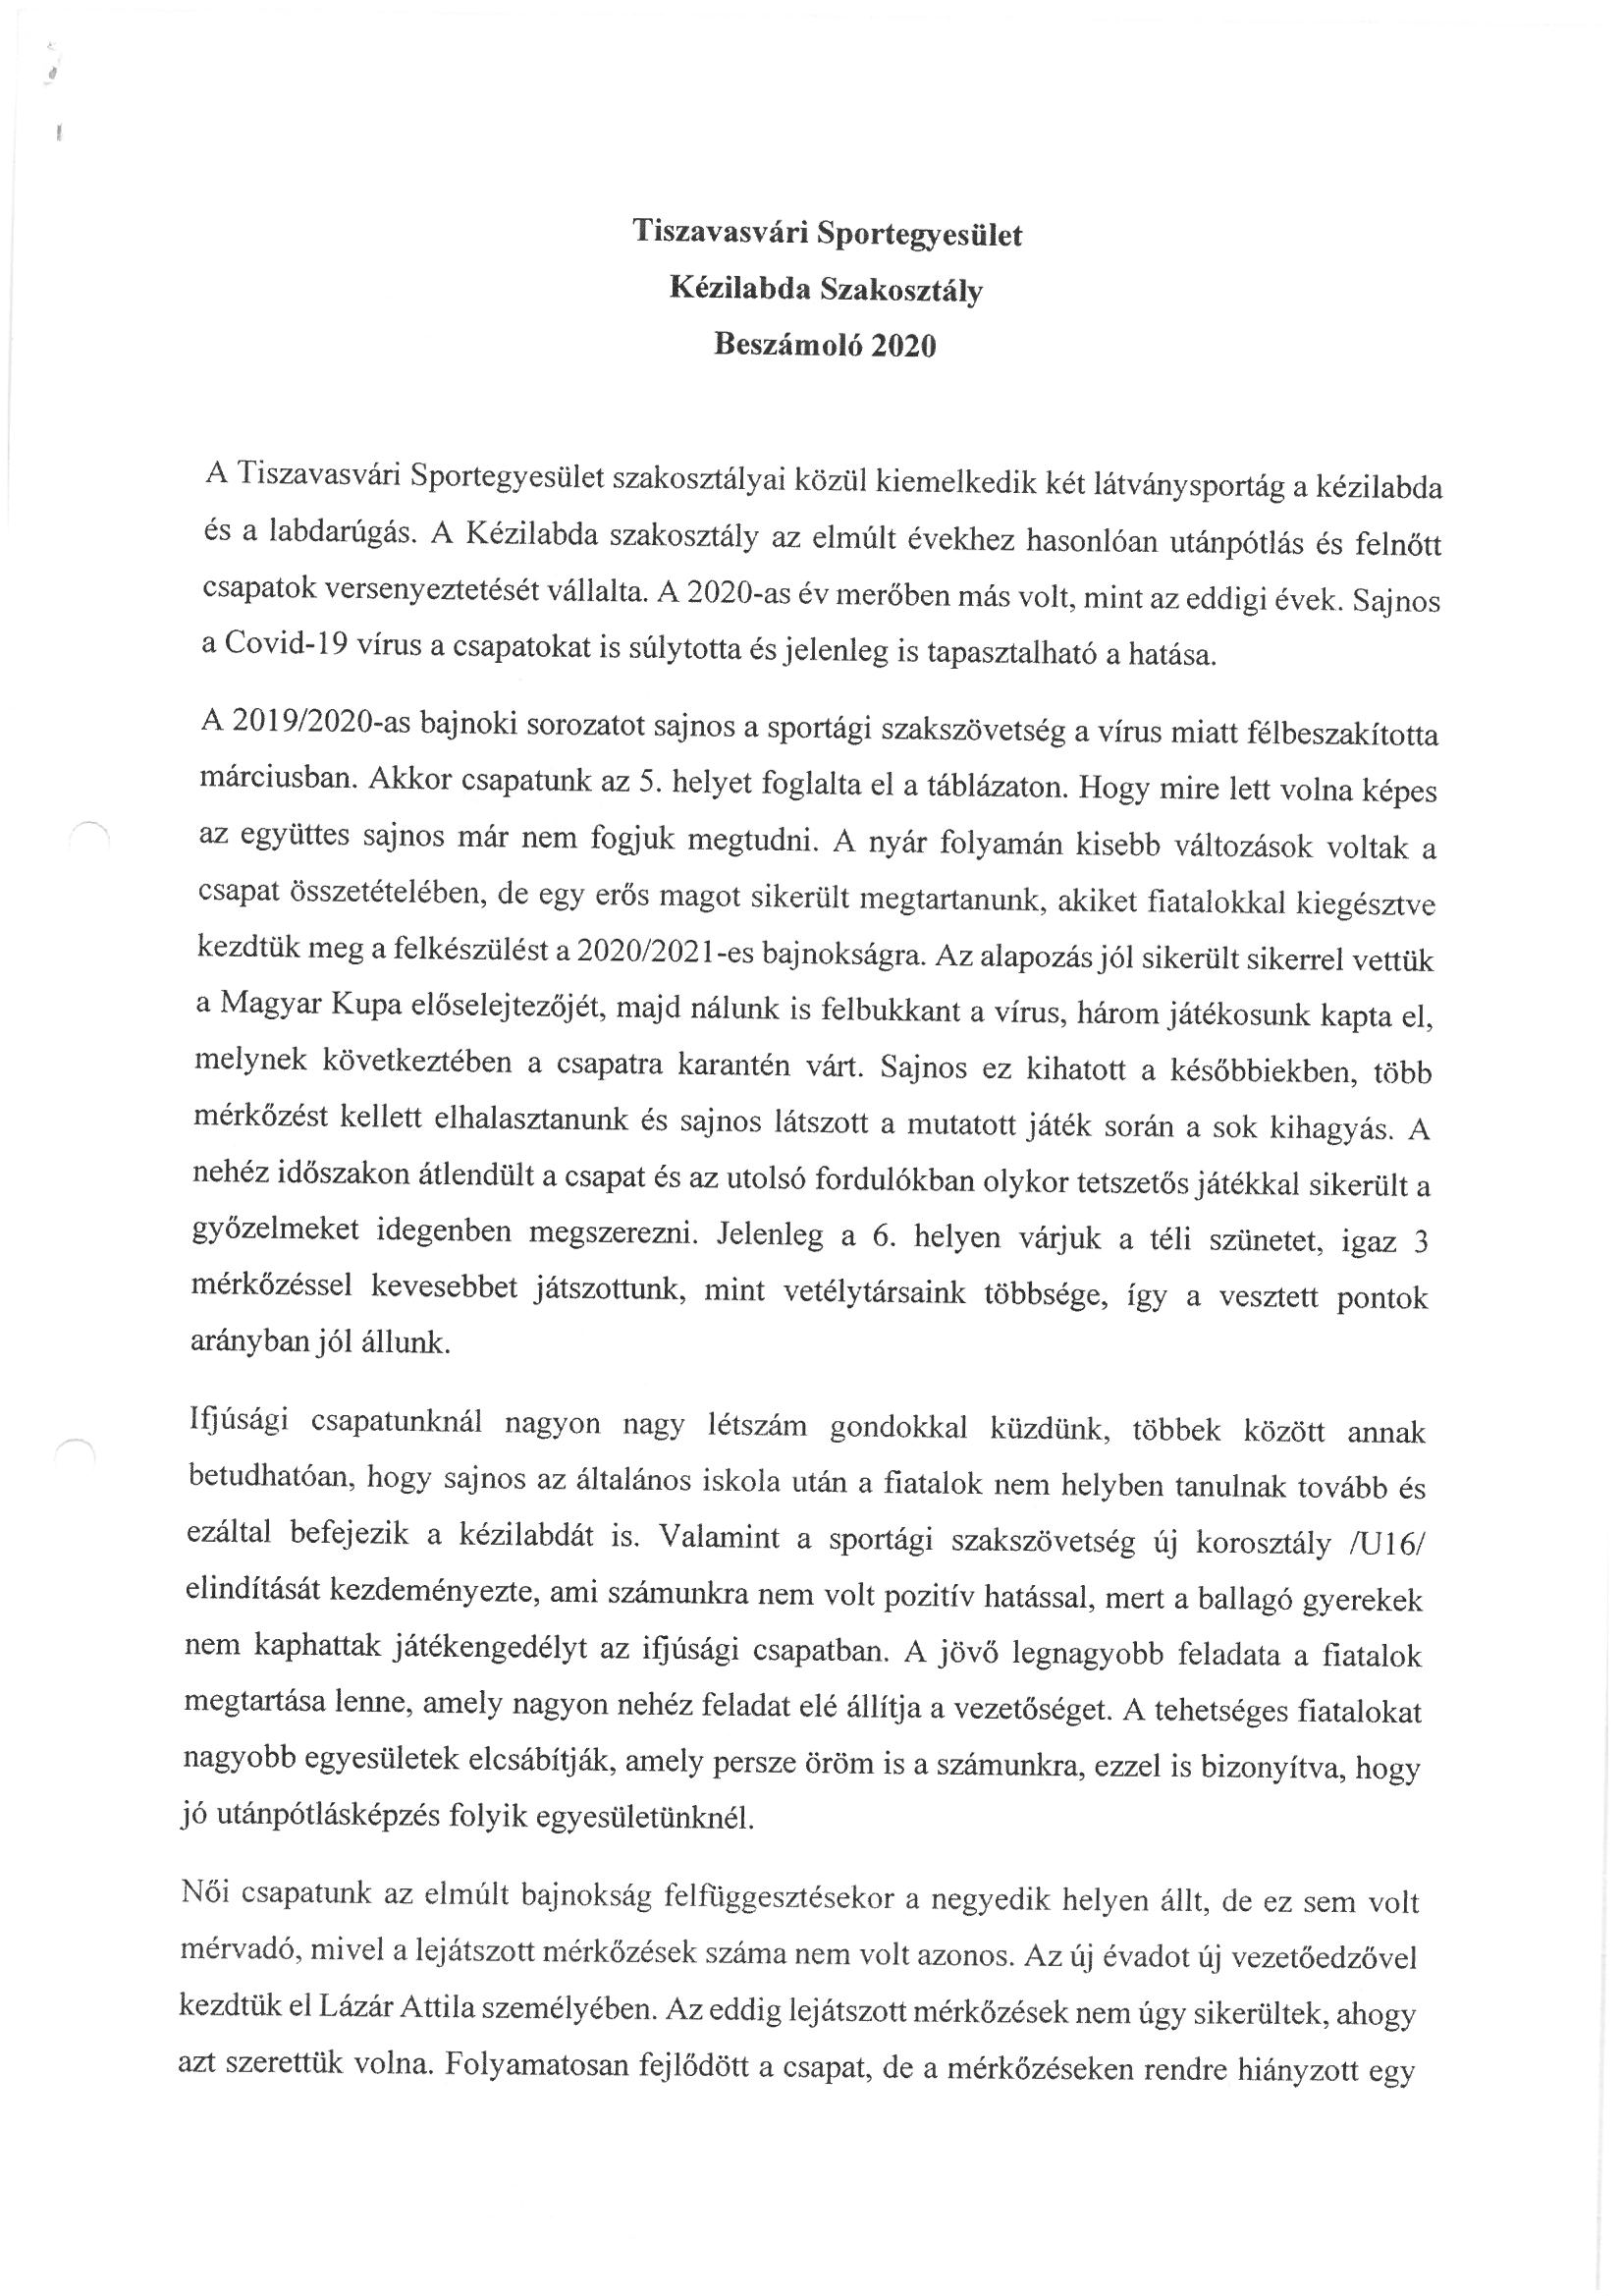 Tiszavasvári Sportegyesület
Kézilabda Szakosztály
Beszámoló 2020
A Tiszavasvári Sportegyesület szakosztályai közül kiemelkedik két látványsportág a kézilabda
és a labdarúgás. A Kézilabda szakosztály az elmúlt évekhez hasonlóan utánpótlás és felnőtt
csapatok versenyeztetését vállalta. A 2020-as év merőben más volt, mint az eddigi évek. Sajnos
a Covid-19 vírus a csapatokat is súlytotta és jelenleg is tapasztalható a hatása.
A 2019/2020-as bajnoki sorozatot sajnos a sportági szakszövetség a vírus miatt félbeszakította
márciusban. Akkor csapatunk az 5. helyet foglalta el a táblázaton. Hogy mire lett volna képes
az együttes sajnos már nem fogjuk megtudni. A nyár folyamán kisebb változások voltak a
csapat összetételében, de egy erős magot sikerült megtartanunk, akiket fiatalokkal kiegésztve
kezdtük meg a felkészülést a 2020/2021-es bajnokságra. Az alapozás jól sikerült sikerrel vettük
a Magyar Kupa előselejtezőjét, majd nálunk is felbukkant a vírus, három játékosunk kapta el,
melynek következtében a csapatra karantén várt. Sajnos ez kihatott a későbbiekben, több
mérkőzést kellett elhalasztanunk és sajnos látszott a mutatott játék során a sok kihagyás. A
nehéz időszakon átlendült a csapat és az utolsó fordulókban olykor tetszetős játékkal sikerült a
győzelmeket idegenben megszerezni. Jelenleg a 6. helyen várjuk a téli szünetet, igaz 3
mérkőzéssel kevesebbet játszottunk, mint vetélytársaink többsége, így a vesztett pontok
arányban jól állunk.
Ifjúsági csapatunknál nagyon nagy létszám gondokkal küzdünk, többek között annak
betudhatóan, hogy sajnos az általános iskola után a fiatalok nem helyben tanulnak tovább és
ezáltal befejezik a kézilabdát is. Valamint a sportági szakszövetség új korosztály /U16/
elindítását kezdeményezte, ami számunkra nem volt pozitív hatással, mert a ballagó gyerekek
nem kaphattak játékengedélyt az ifjúsági csapatban. A jövő legnagyobb feladata a fiatalok
megtartása lenne, amely nagyon nehéz feladat elé állítja a vezetőséget. A tehetséges fiatalokat
nagyobb egyesületek elcsábítják, amely persze öröm is a számunkra, ezzel is bizonyítva, hogy
jó utánpótlásképzés folyik egyesületünknél.
Női csapatunk az elmúlt bajnokság felfüggesztésekor a negyedik helyen állt, de ez sem volt
mérvadó, mivel a lejátszott mérkőzések száma nem volt azonos. Az új évadot új vezetőedzővel
kezdtük el Lázár Attila személyében. Az eddig lejátszott mérkőzések nem úgy sikerültek, ahogy
azt szerettük volna. Folyamatosan fejlődött a csapat, de a mérkőzéseken rendre hiányzott egy